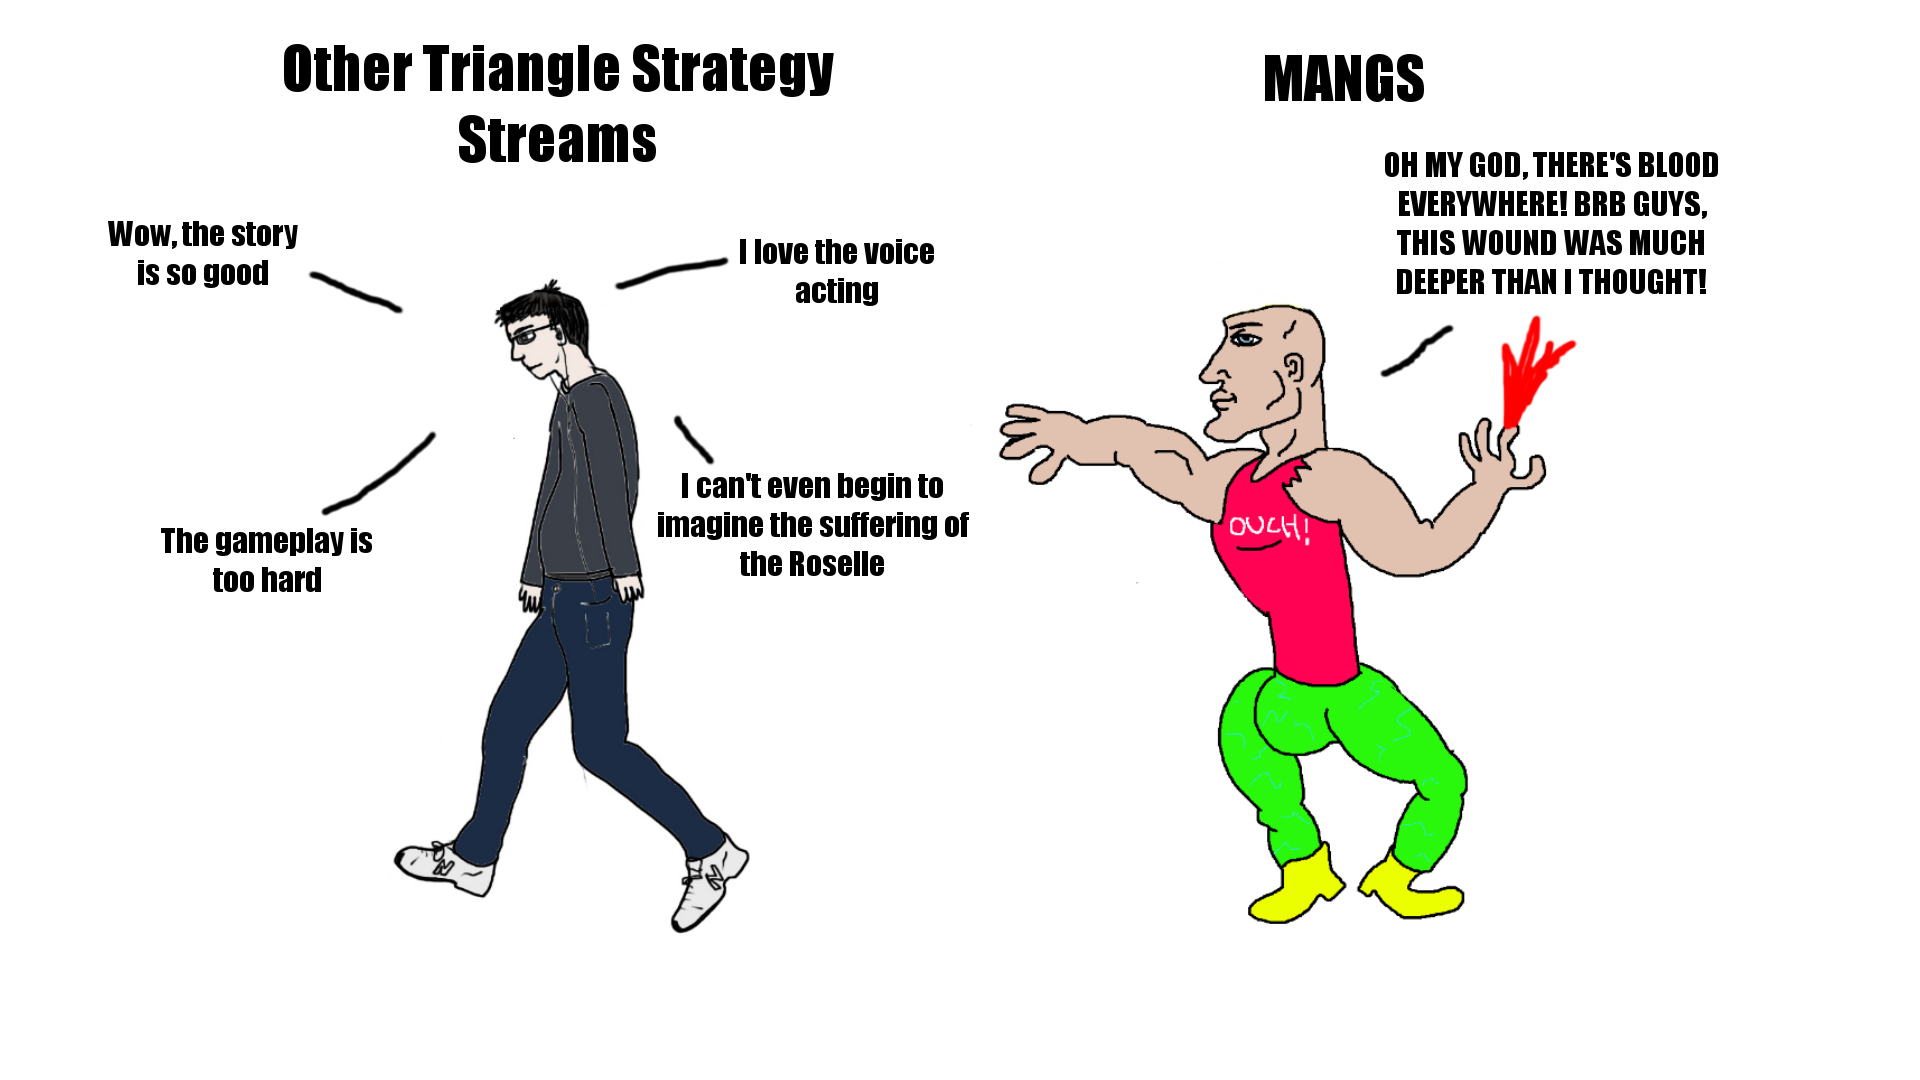 Other Triangle Strategy
Streams
Wow, the story
is so good
I love the voice
acting
The gameplay is
too hard
I can't even begin to
imagine the suffering of
the Roselle
MANGS
OH MY GOD, THERE'S BLOOD
EVERYWHERE! BRB GUYS,
THIS WOUND WAS MUCH
DEEPER THAN I THOUGHT!
OUCH!
N
N